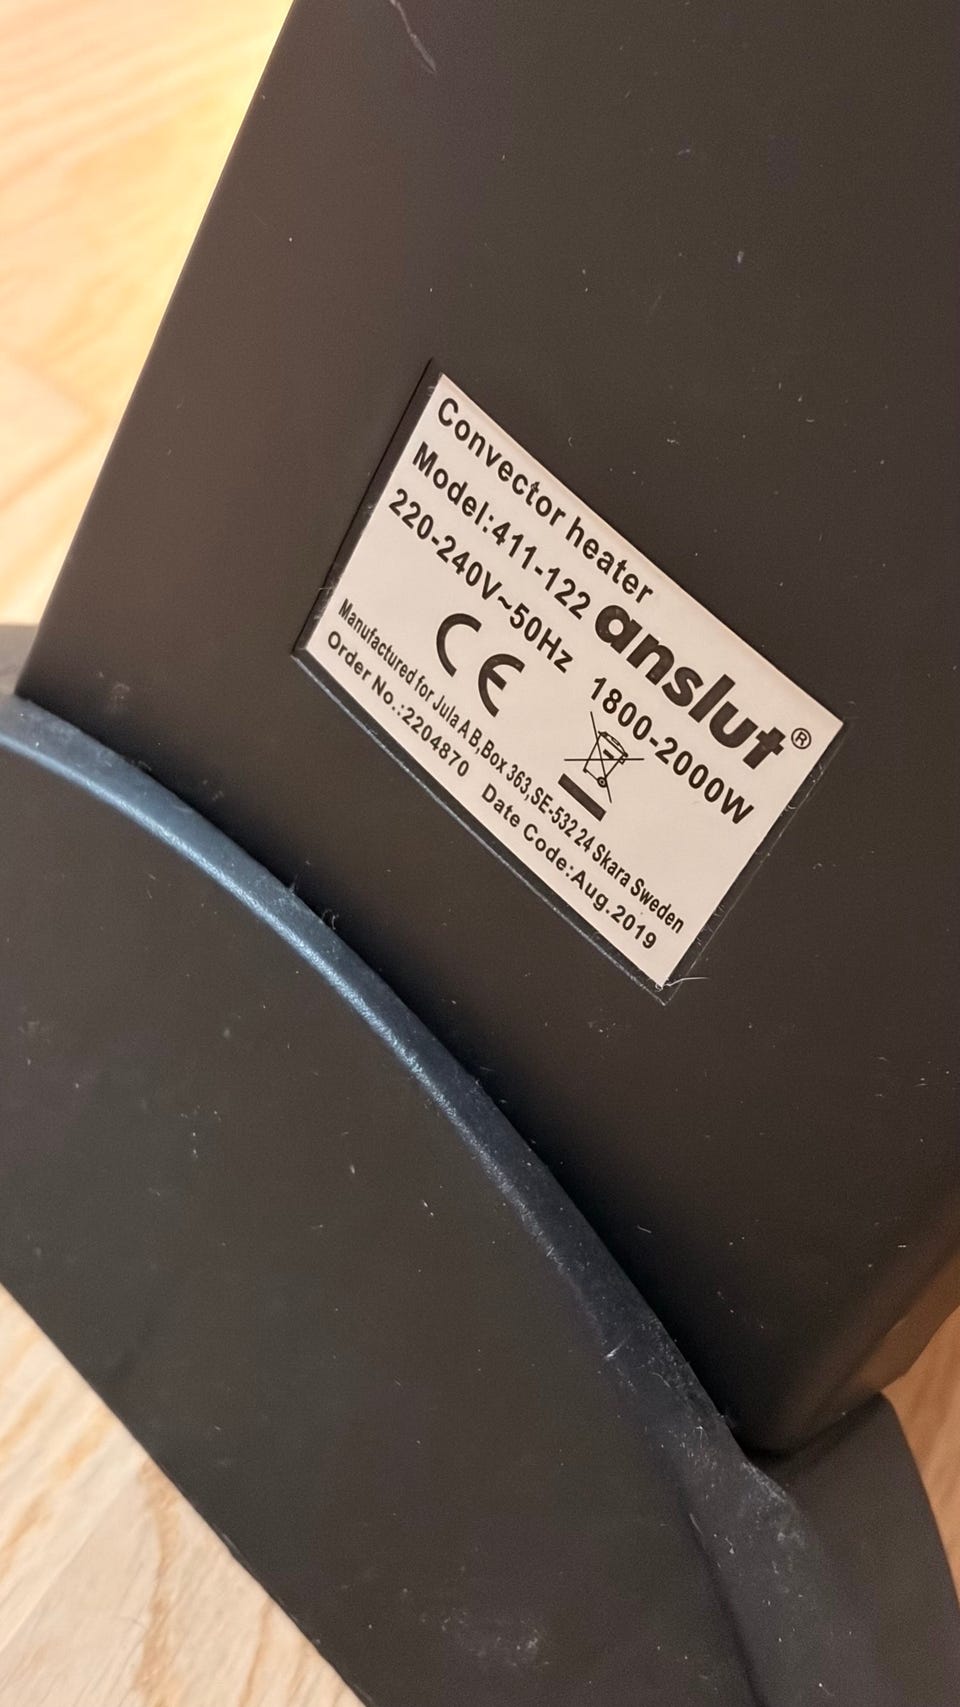 Convector heater
Model:411-122 anslut®
220-240V~50Hz 1800-2000W
CE
Manufactured for Jula A B,Box 363,SE-532 24 Skara Sweden
Order No.:2204870 Date Code:Aug.2019